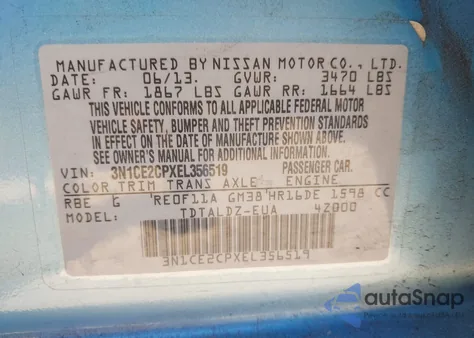 MANUFACTURED BY NISSAN MOTOR CO., LTD.
DATE: 06/13. GVWR: 3470 LBS
GAWR FR: 1867 LBS GAWR RR: 1664 LBS
THIS VEHICLE CONFORMS TO ALL APPLICABLE FEDERAL MOTOR
VEHICLE SAFETY, BUMPER AND THEFT PREVENTION STANDARDS
IN EFFECT ON THE DATE OF MANUFACTURE SHOWN ABOVE.
SEE OWNER'S MANUAL FOR ADDITIONAL INFORMATION.
VIN: 3N1CE2CPXEL356519 PASSENGER CAR.
COLOR TRIM TRANS AXLE ENGINE
RBE G RE0F11A GM38 HR16DE 1598 CC
MODEL: TDTALDZ-EUA 42000
3N1CE2CPXEL356519
autoSnap